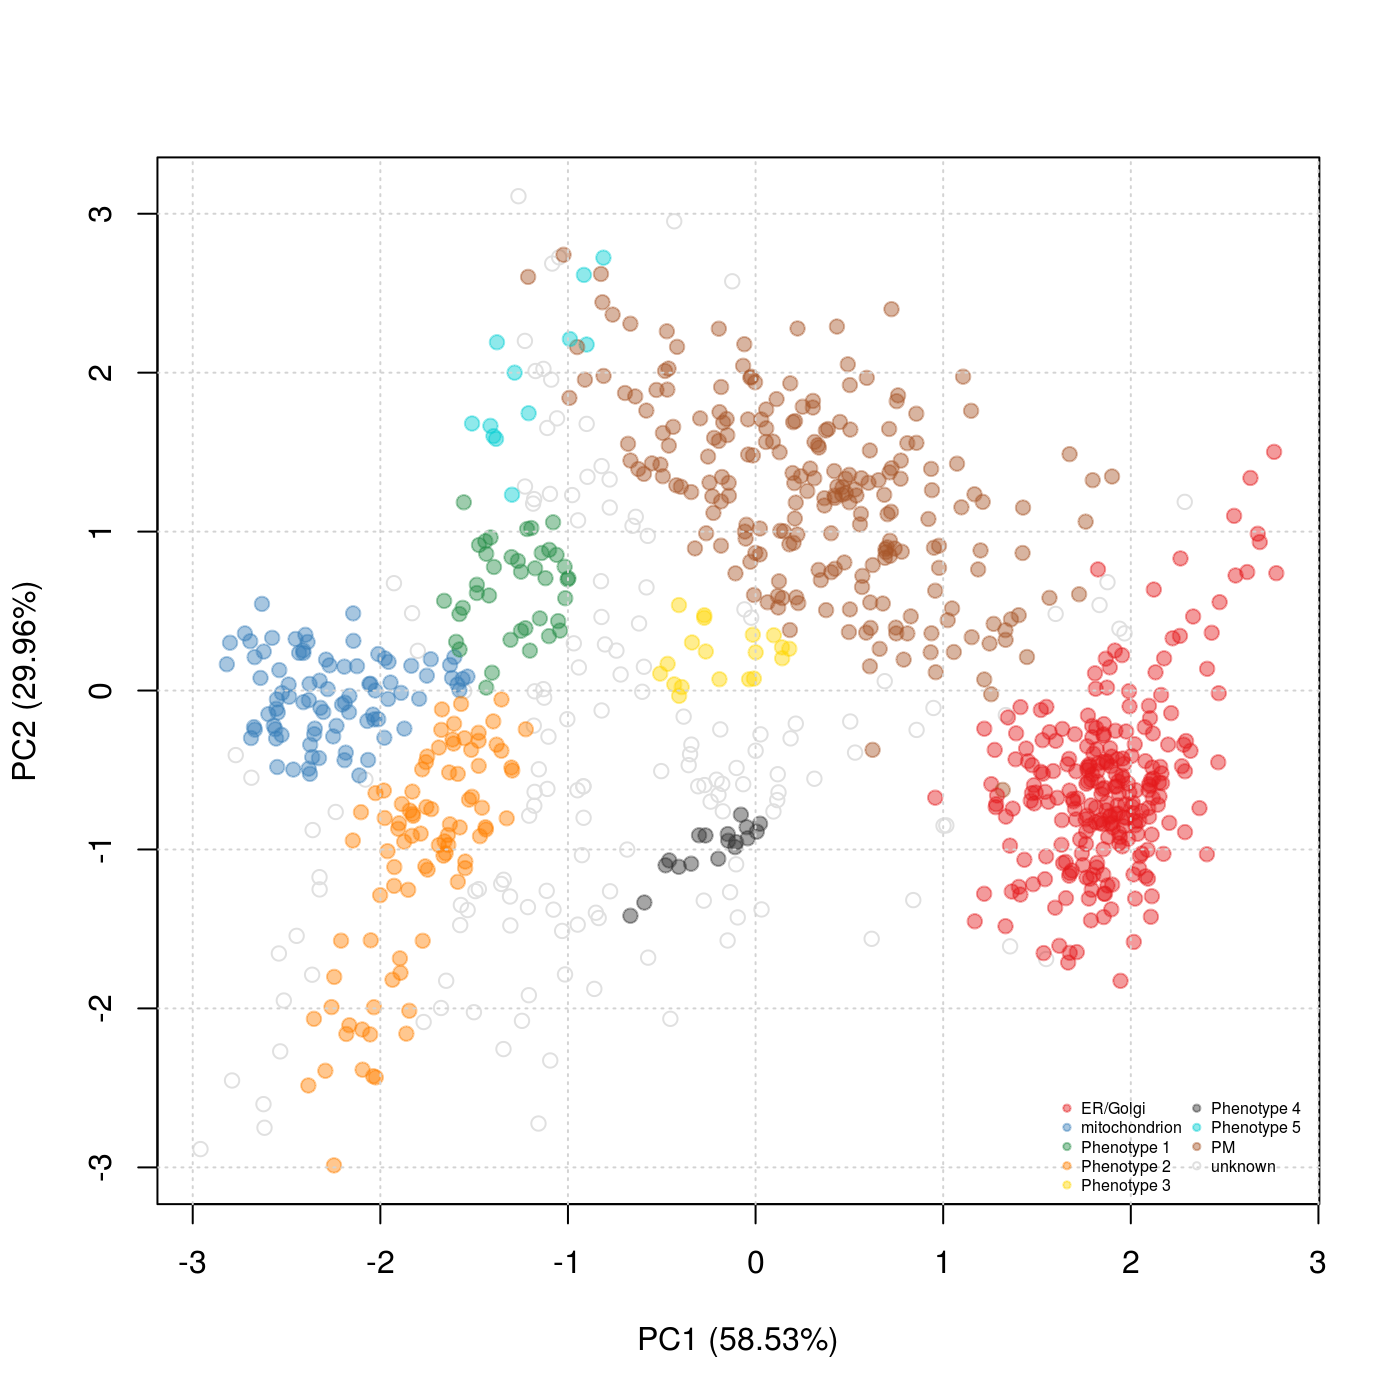 3
2
1
0
-1
-2
-3
PC2 (29.96%)
ER/Golgi
mitochondrion
Phenotype 1
Phenotype 2
Phenotype 3
Phenotype 4
Phenotype 5
PM
unknown
-3 -2 -1 0 1 2 3
PC1 (58.53%)